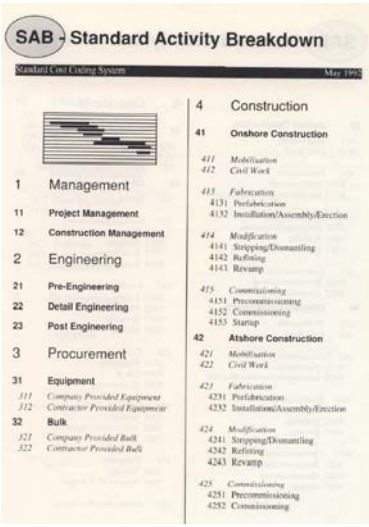 SAB - Standard Activity Breakdown
Standard Cost Coding System May 1992
1 Management
11 Project Management
12 Construction Management
2 Engineering
21 Pre-Engineering
22 Detail Engineering
23 Post Engineering
3 Procurement
31 Equipment
311 Company Provided Equipment
312 Contractor Provided Equipment
32 Bulk
321 Company Provided Bulk
322 Contractor Provided Bulk
4 Construction
41 Onshore Construction
411 Mobilisation
412 Civil Work
413 Fabrication
4131 Prefabrication
4132 Installation/Assembly/Erection
414 Modification
4141 Stripping/Dismantling
4142 Refitting
4143 Revamp
415 Commissioning
4151 Precommissioning
4152 Commissioning
4153 Startup
42 Atshore Construction
421 Mobilisation
422 Civil Work
423 Fabrication
4231 Prefabrication
4232 Installation/Assembly/Erection
424 Modification
4241 Stripping/Dismantling
4242 Refitting
4243 Revamp
425 Commissioning
4251 Precommissioning
4252 Commissioning